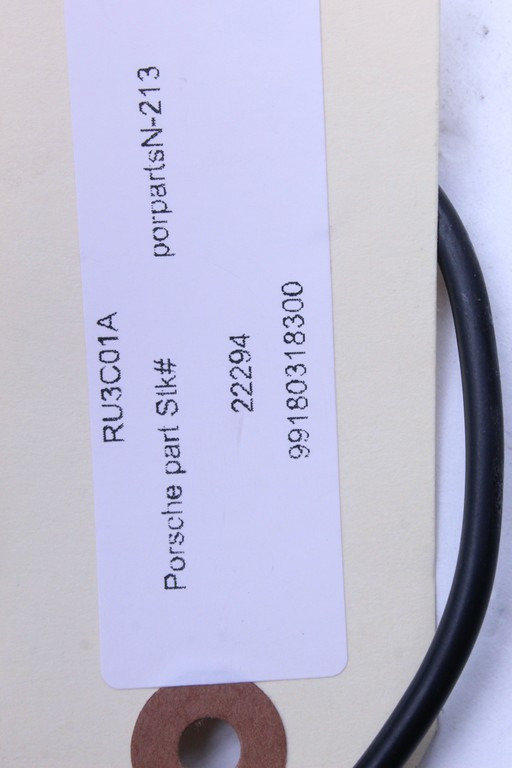 RU3C01A
Porsche part Stk# porpartsN-213
22294
99180318300